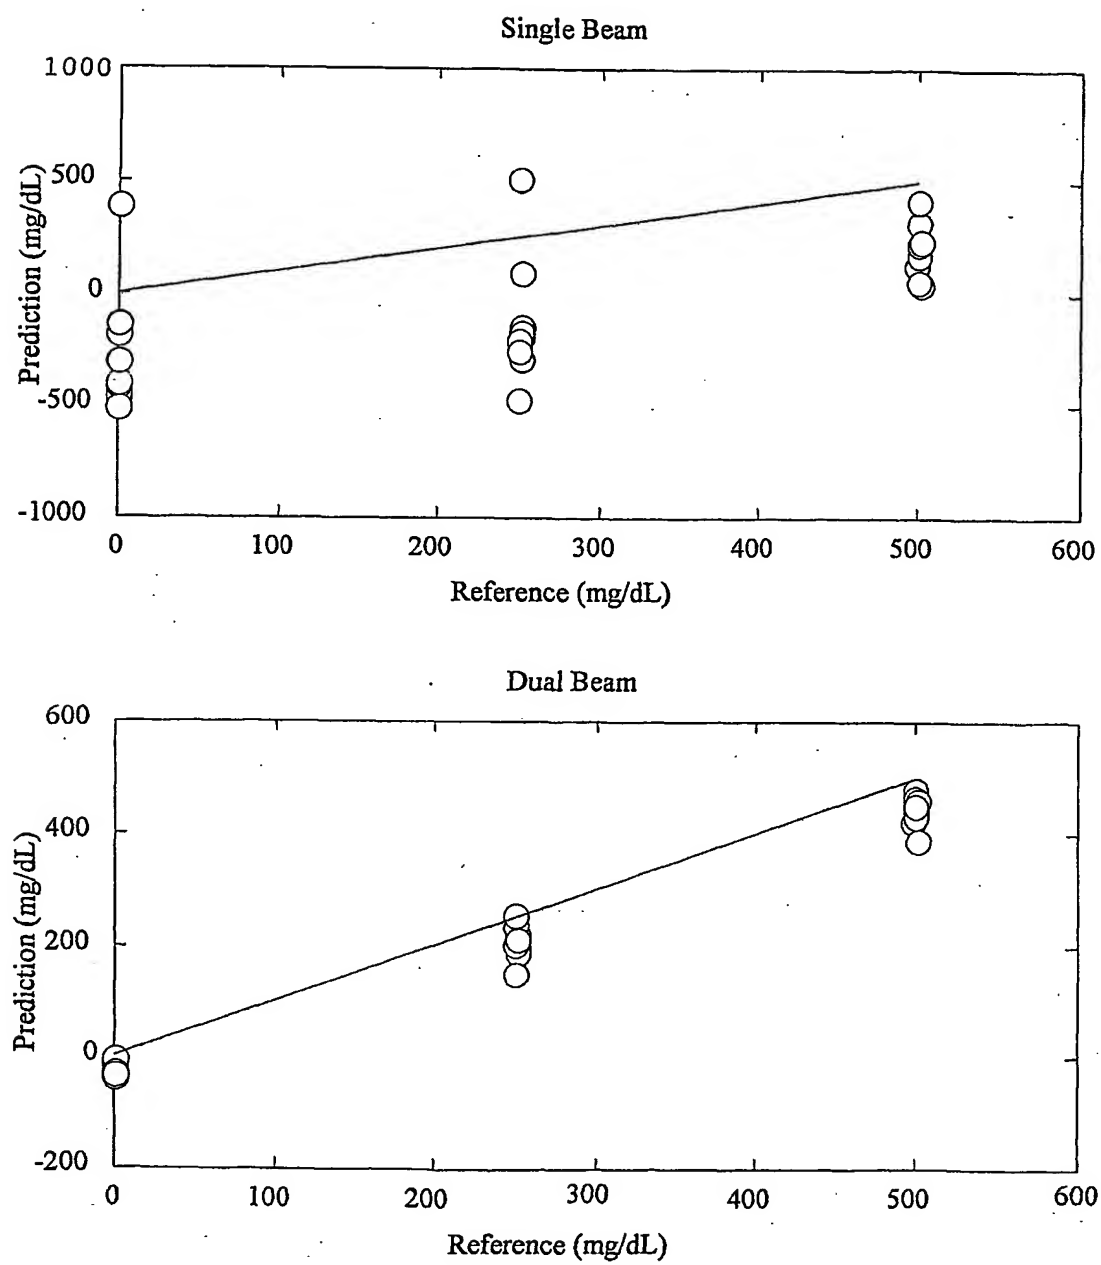 Single Beam
1000
500
0
-500
-1000
Prediction (mg/dL)
0 100 200 300 400 500 600
Reference (mg/dL)
Dual Beam
600
400
200
0
-200
Prediction (mg/dL)
0 100 200 300 400 500 600
Reference (mg/dL)